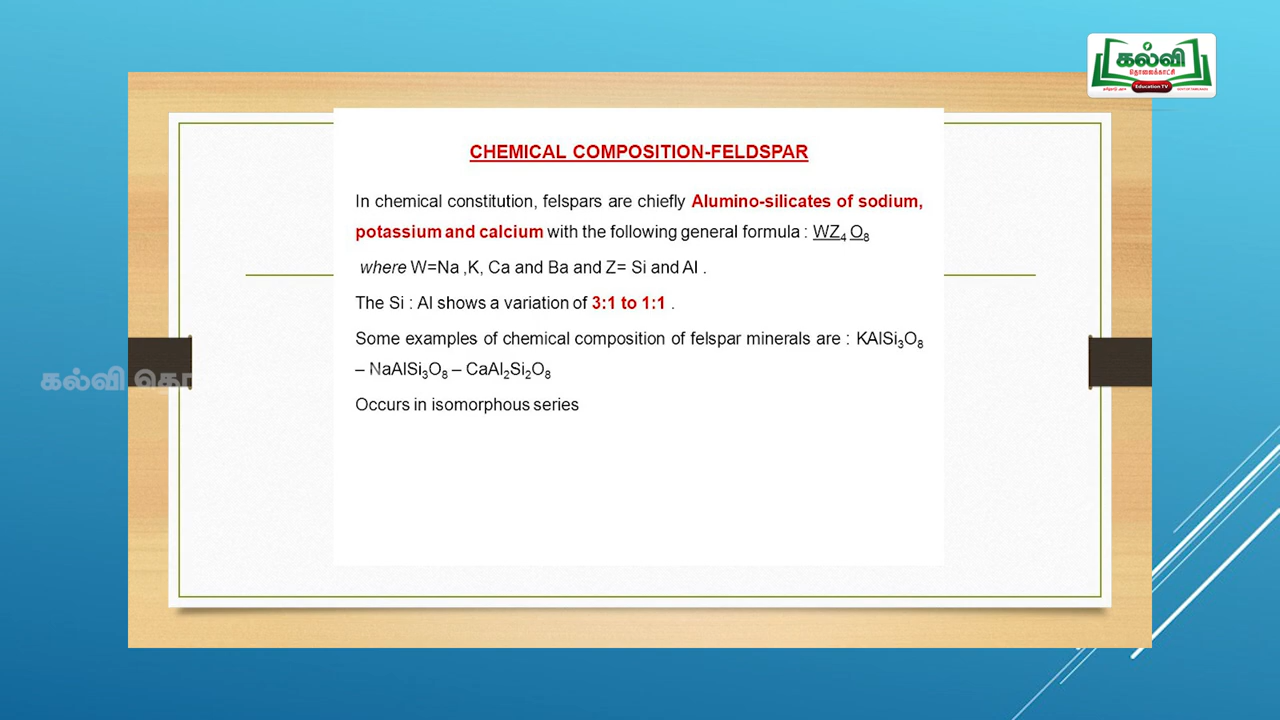 கல்வி
தொலைக்காட்சி
Education TV
CHEMICAL COMPOSITION-FELDSPAR
In chemical constitution, felspars are chiefly Alumino-silicates of sodium,
potassium and calcium with the following general formula : WZ₄ O₈
where W=Na ,K, Ca and Ba and Z= Si and Al .
The Si : Al shows a variation of 3:1 to 1:1 .
Some examples of chemical composition of felspar minerals are : KAlSi₃O₈
– NaAlSi₃O₈ – CaAl₂Si₂O₈
Occurs in isomorphous series
கல்வி தொ